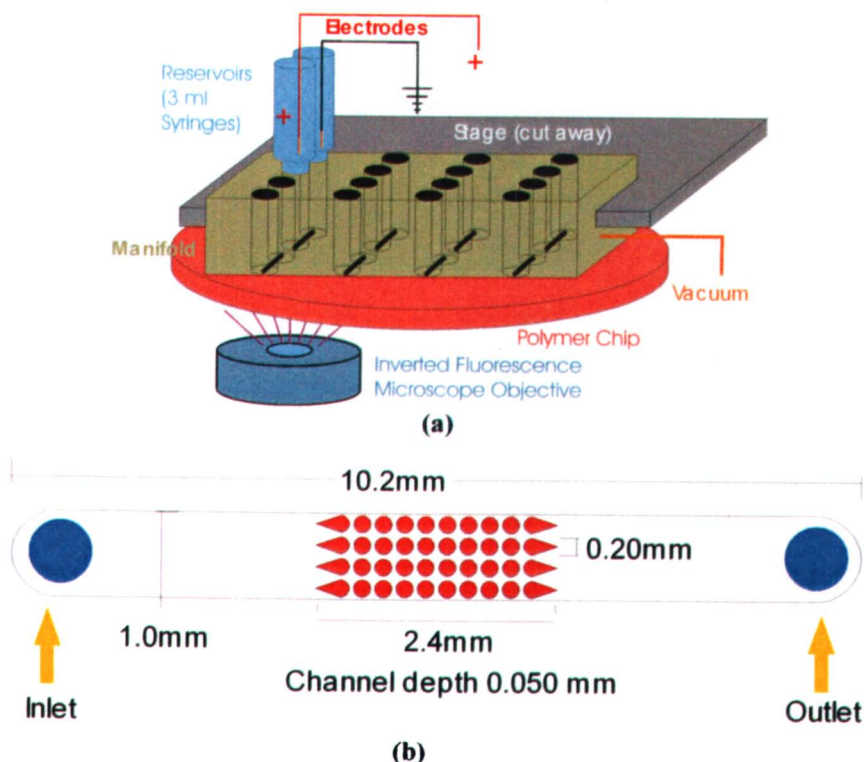 Electrodes
Reservoirs
(3 ml
Syringes)
+
+
Stage (cut away)
Manifold
Vacuum
Polymer Chip
Inverted Fluorescence
Microscope Objective
(a)
10.2mm
0.20mm
1.0mm
2.4mm
Channel depth 0.050 mm
Inlet
Outlet
(b)